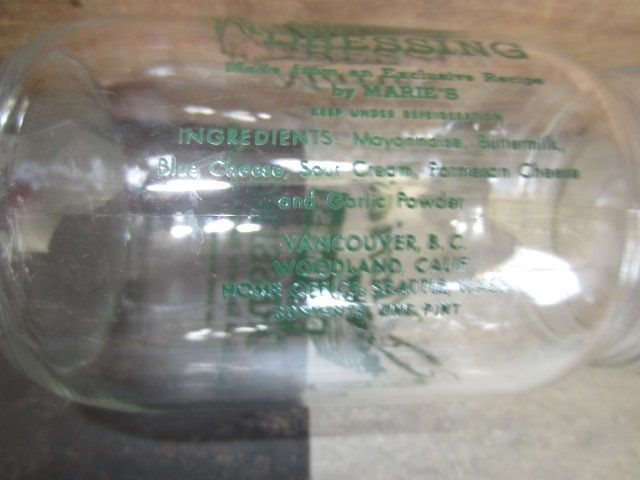 DRESSING
Made from an Exclusive Recipe
by MARIE'S
KEEP UNDER REFRIGERATION
INGREDIENTS: Mayonnaise, Buttermilk,
Blue Cheese, Sour Cream, Parmesan Cheese
and Garlic Powder
VANCOUVER, B. C.
WOODLAND, CALIF.
HOME OFFICE, SEATTLE, WASH.
CONTENTS, ONE PINT